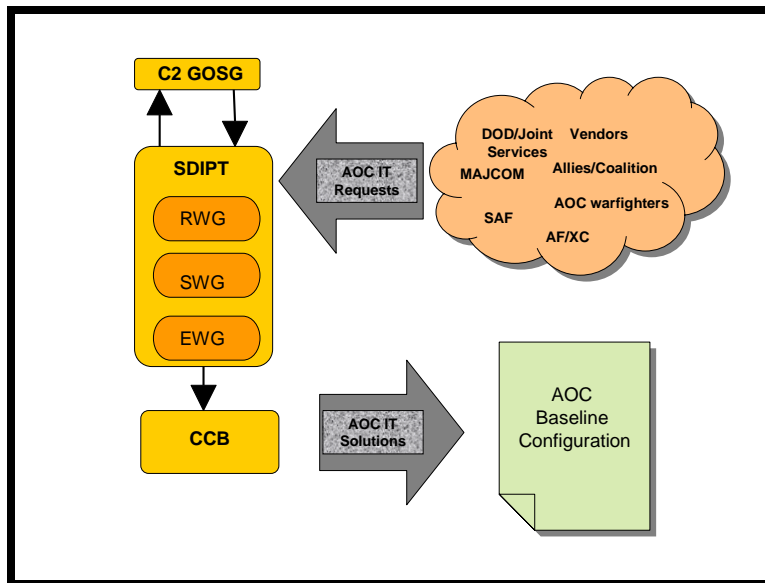 C2 GOSG
SDIPT
RWG
SWG
EWG
CCB
AOC IT
Requests
DOD/Joint
Services
Vendors
MAJCOM
Allies/Coalition
SAF
AOC warfighters
AF/XC
AOC IT
Solutions
AOC
Baseline
Configuration